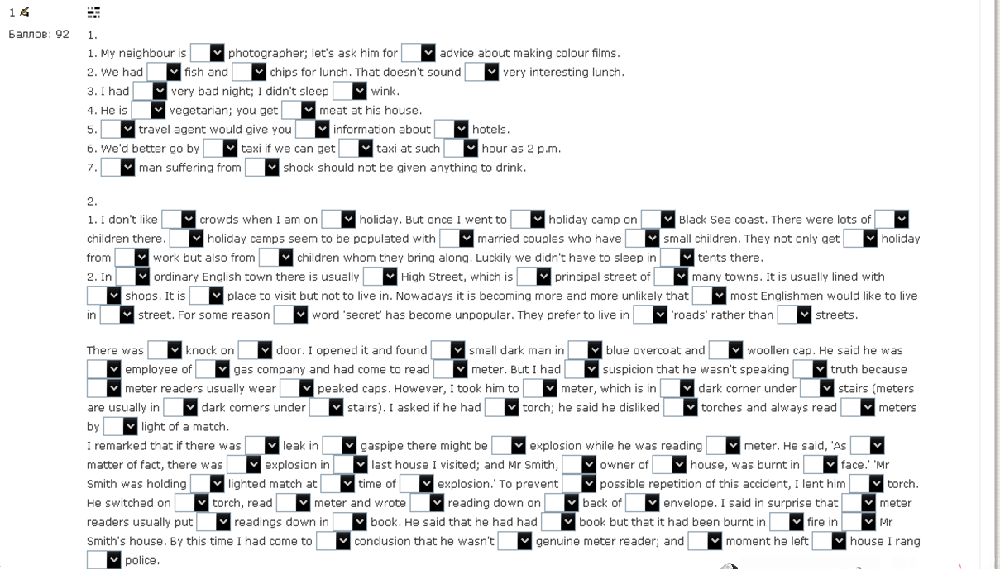 1
Баллов: 92
1.
1. My neighbour is photographer; let's ask him for advice about making colour films.
2. We had fish and chips for lunch. That doesn't sound very interesting lunch.
3. I had very bad night; I didn't sleep wink.
4. He is vegetarian; you get meat at his house.
5. travel agent would give you information about hotels.
6. We'd better go by taxi if we can get taxi at such hour as 2 p.m.
7. man suffering from shock should not be given anything to drink.
2.
1. I don't like crowds when I am on holiday. But once I went to holiday camp on Black Sea coast. There were lots of
children there. holiday camps seem to be populated with married couples who have small children. They not only get holiday
from work but also from children whom they bring along. Luckily we didn't have to sleep in tents there.
2. In ordinary English town there is usually High Street, which is principal street of many towns. It is usually lined with
shops. It is place to visit but not to live in. Nowadays it is becoming more and more unlikely that most Englishmen would like to live
in street. For some reason word 'secret' has become unpopular. They prefer to live in 'roads' rather than streets.
There was knock on door. I opened it and found small dark man in blue overcoat and woollen cap. He said he was
employee of gas company and had come to read meter. But I had suspicion that he wasn't speaking truth because
meter readers usually wear peaked caps. However, I took him to meter, which is in dark corner under stairs (meters
are usually in dark corners under stairs). I asked if he had torch; he said he disliked torches and always read meters
by light of a match.
I remarked that if there was leak in gaspipe there might be explosion while he was reading meter. He said, 'As
matter of fact, there was explosion in last house I visited; and Mr Smith, owner of house, was burnt in face.' 'Mr
Smith was holding lighted match at time of explosion.' To prevent possible repetition of this accident, I lent him torch.
He switched on torch, read meter and wrote reading down on back of envelope. I said in surprise that meter
readers usually put readings down in book. He said that he had had book but that it had been burnt in fire in Mr
Smith's house. By this time I had come to conclusion that he wasn't genuine meter reader; and moment he left house I rang
police.